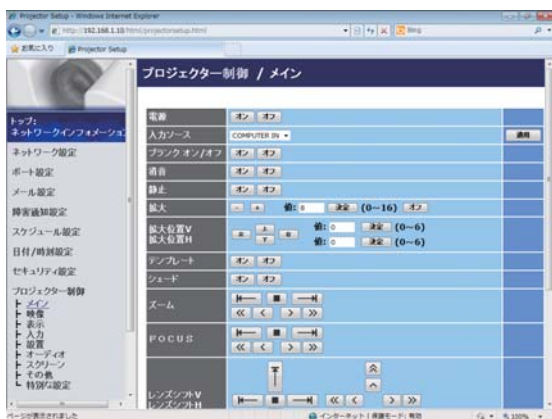 Projector Setup - Windows Internet Explorer
http://192.168.1.10/html/projectorsetup.html
Bing
お気に入り
Projector Setup
プロジェクター制御 / メイン
トップ:
ネットワークインフォメーション
ネットワーク設定
ポート設定
メール設定
障害通知設定
スケジュール設定
日付/時刻設定
セキュリティ設定
プロジェクター制御
メイン
映像
表示
入力
設置
オーディオ
スクリーン
その他
特別な設定
電源 オン オフ
入力ソース COMPUTER IN 適用
ブランク オン/オフ オン オフ
消音 オン オフ
静止 オン オフ
拡大 - + 値: 0 決定 (0~16) オフ
拡大位置V 値: 0 決定 (0~6)
拡大位置H 値: 0 決定 (0~6)
テンプレート オン オフ
シェード オン オフ
ズーム
FOCUS
レンズシフトV
レンズシフトH
ページが表示されました
インターネット | 保護モード: 有効
100%